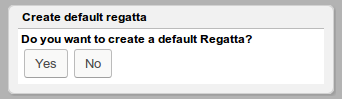 Create default regatta
Do you want to create a default Regatta?
Yes No